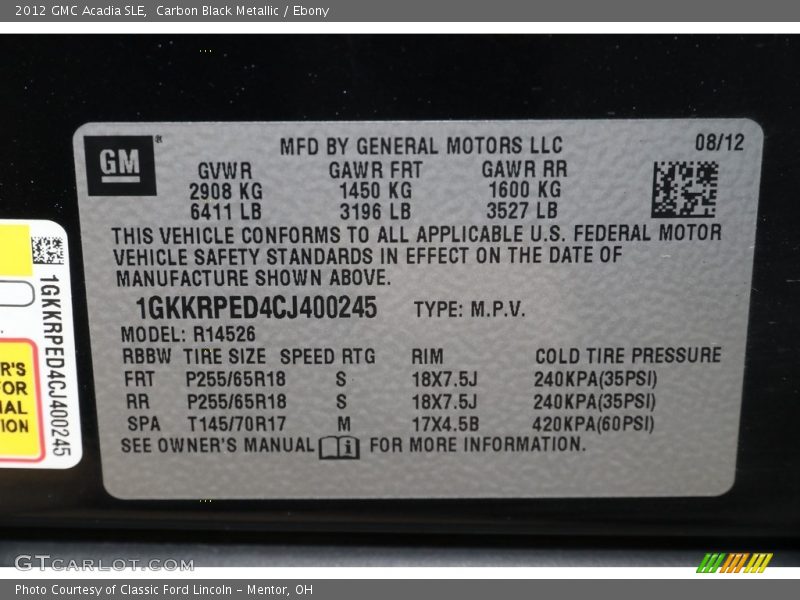 2012 GMC Acadia SLE,  Carbon Black Metallic / Ebony
GM®
MFD BY GENERAL MOTORS LLC
08/12
GVWR GAWR FRT GAWR RR
2908 KG 1450 KG 1600 KG
6411 LB 3196 LB 3527 LB
THIS VEHICLE CONFORMS TO ALL APPLICABLE U.S. FEDERAL MOTOR
VEHICLE SAFETY STANDARDS IN EFFECT ON THE DATE OF
MANUFACTURE SHOWN ABOVE.
1GKKRPED4CJ400245 TYPE: M.P.V.
MODEL: R14526
RBBW TIRE SIZE SPEED RTG RIM COLD TIRE PRESSURE
FRT P255/65R18 S 18X7.5J 240KPA(35PSI)
RR P255/65R18 S 18X7.5J 240KPA(35PSI)
SPA T145/70R17 M 17X4.5B 420KPA(60PSI)
SEE OWNER'S MANUAL i FOR MORE INFORMATION.
1GKKRPED4CJ400245
GTCARLOT.COM
Photo Courtesy of Classic Ford Lincoln - Mentor, OH